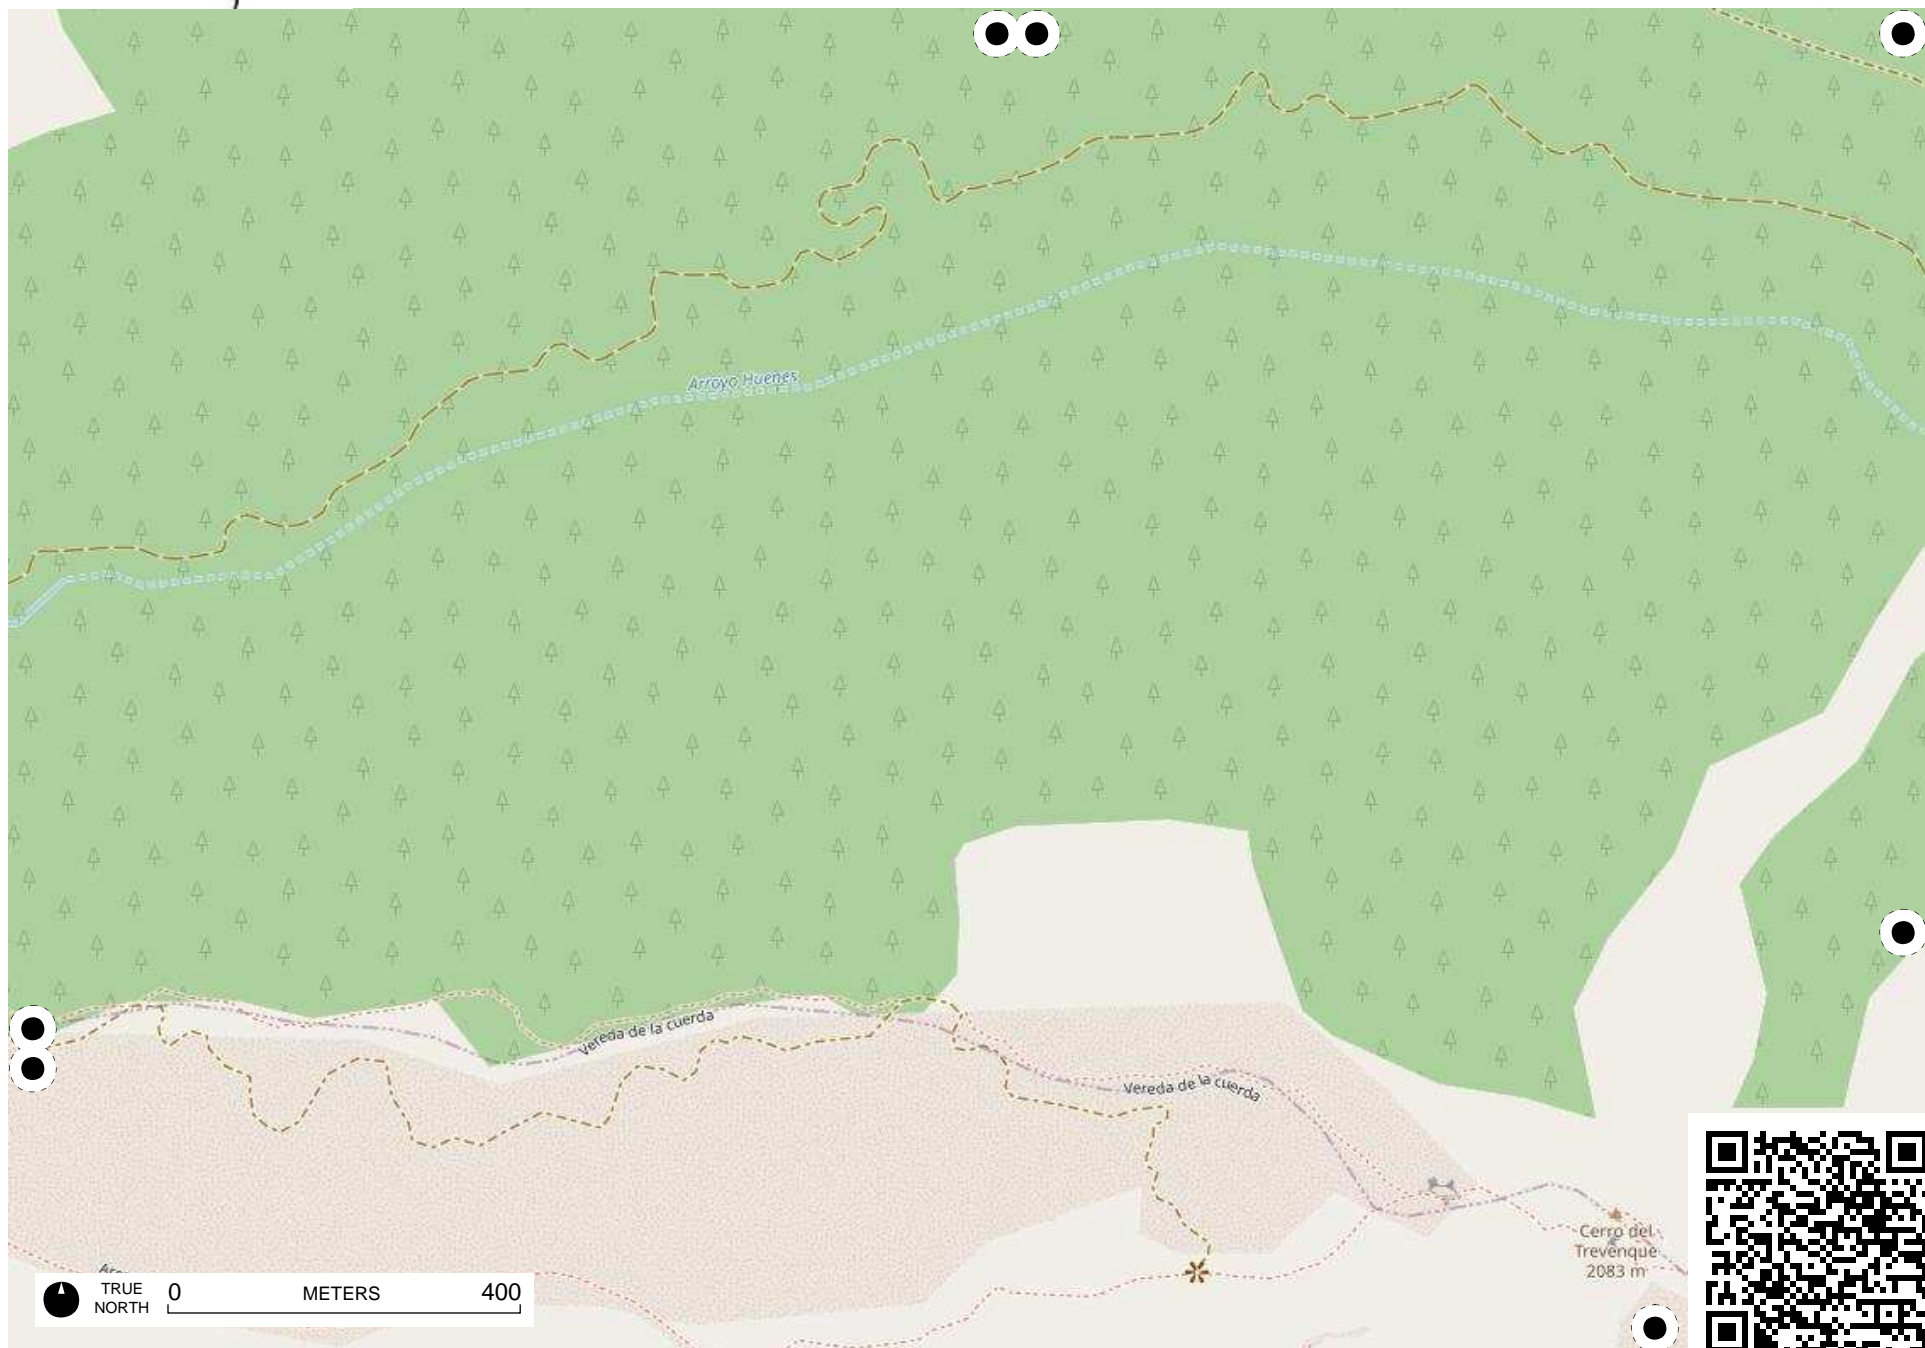 Arroyo Huenes
Vereda de la cuerda
Vereda de la cuerda
Cerro del
Trevenque
2083 m
TRUE
NORTH
0 METERS 400